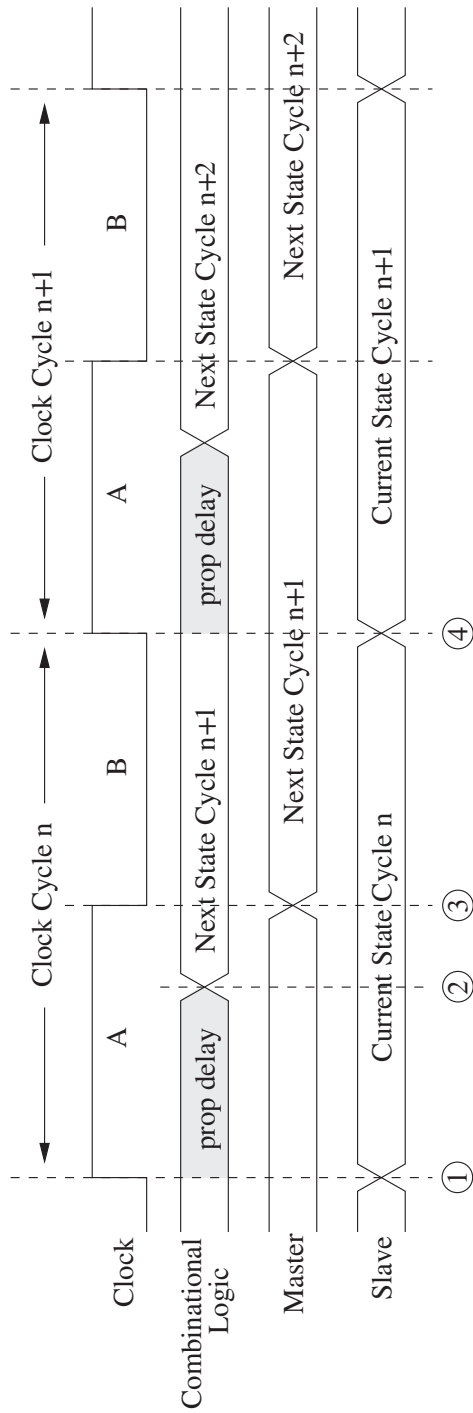 Clock Cycle n
Clock Cycle n+1
Clock
A
B
A
B
Combinational
Logic
prop delay
Next State Cycle n+1
prop delay
Next State Cycle n+2
Master
Next State Cycle n+1
Next State Cycle n+2
Slave
Current State Cycle n
Current State Cycle n+1
1
2
3
4